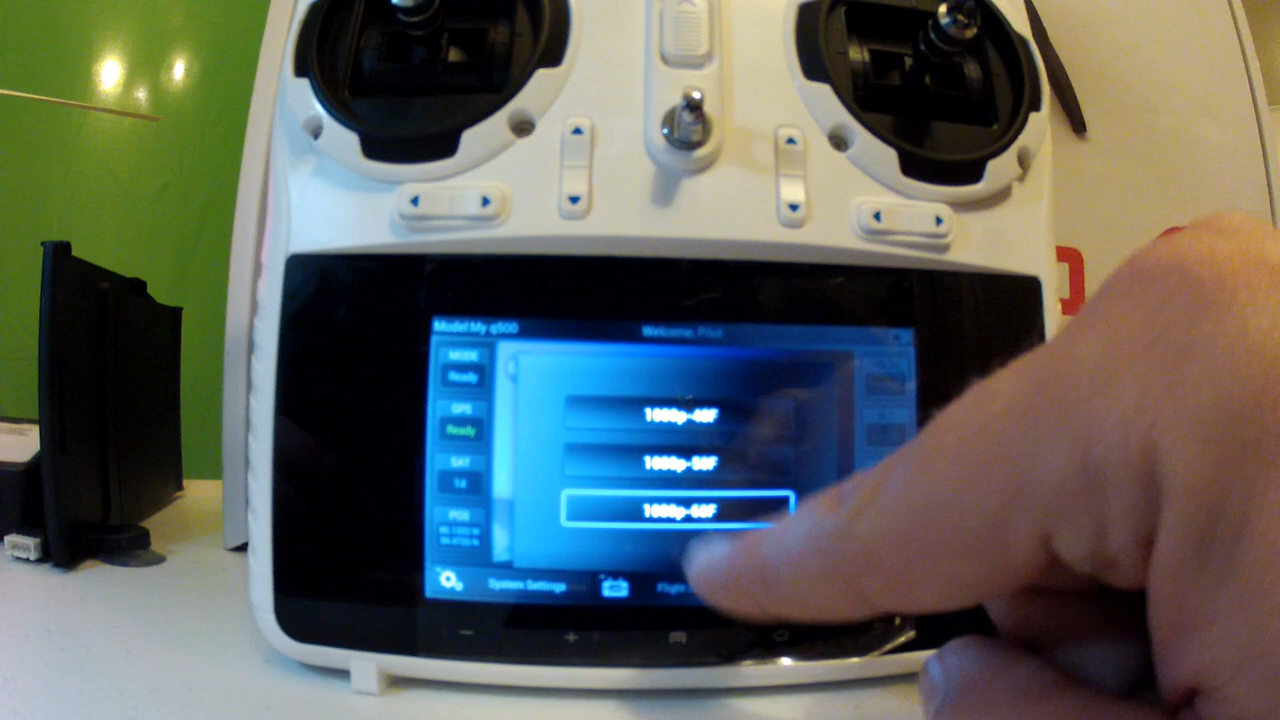 Model:My q500
Welcome, Pilot
MODE
Ready
GPS
Ready
SAT
POS
1080p-48F
1080p-50F
1080p-60F
System Settings
Flight